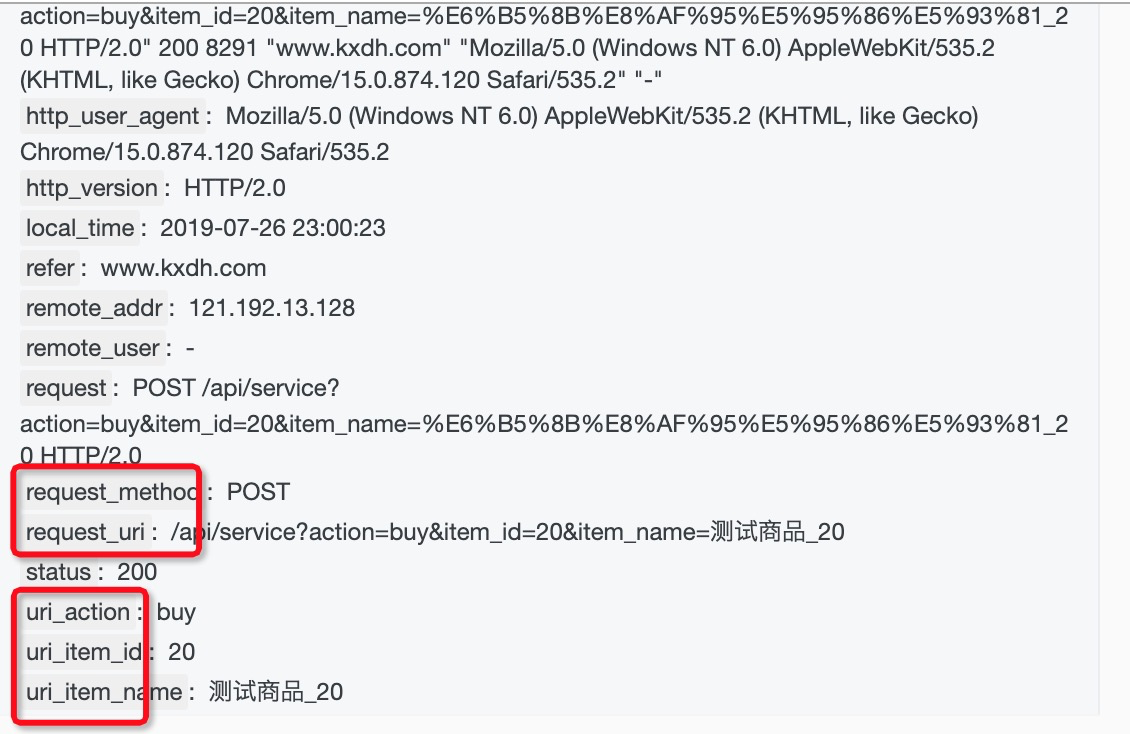 action=buy&item_id=20&item_name=%E6%B5%8B%E8%AF%95%E5%95%86%E5%93%81_2
0 HTTP/2.0" 200 8291 "www.kxdh.com" "Mozilla/5.0 (Windows NT 6.0) AppleWebKit/535.2
(KHTML, like Gecko) Chrome/15.0.874.120 Safari/535.2" "-"
http_user_agent : Mozilla/5.0 (Windows NT 6.0) AppleWebKit/535.2 (KHTML, like Gecko)
Chrome/15.0.874.120 Safari/535.2
http_version : HTTP/2.0
local_time : 2019-07-26 23:00:23
refer : www.kxdh.com
remote_addr : 121.192.13.128
remote_user : -
request : POST /api/service?
action=buy&item_id=20&item_name=%E6%B5%8B%E8%AF%95%E5%95%86%E5%93%81_2
0 HTTP/2.0
request_method : POST
request_uri : /api/service?action=buy&item_id=20&item_name=测试商品_20
status : 200
uri_action : buy
uri_item_id : 20
uri_item_name : 测试商品_20